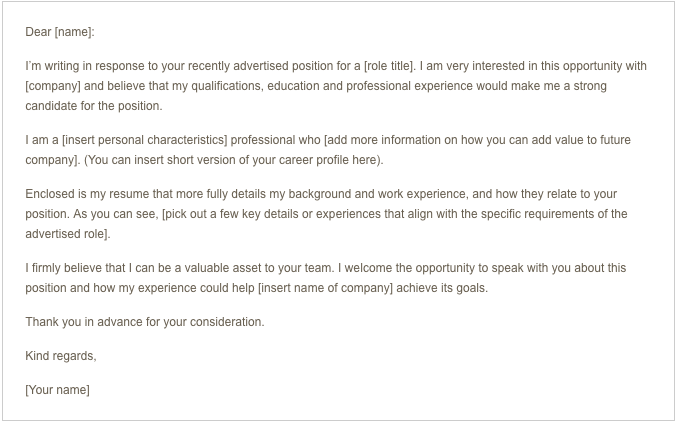 Dear [name]:
I'm writing in response to your recently advertised position for a [role title]. I am very interested in this opportunity with
[company] and believe that my qualifications, education and professional experience would make me a strong
candidate for the position.
I am a [insert personal characteristics] professional who [add more information on how you can add value to future
company]. (You can insert short version of your career profile here).
Enclosed is my resume that more fully details my background and work experience, and how they relate to your
position. As you can see, [pick out a few key details or experiences that align with the specific requirements of the
advertised role].
I firmly believe that I can be a valuable asset to your team. I welcome the opportunity to speak with you about this
position and how my experience could help [insert name of company] achieve its goals.
Thank you in advance for your consideration.
Kind regards,
[Your name]